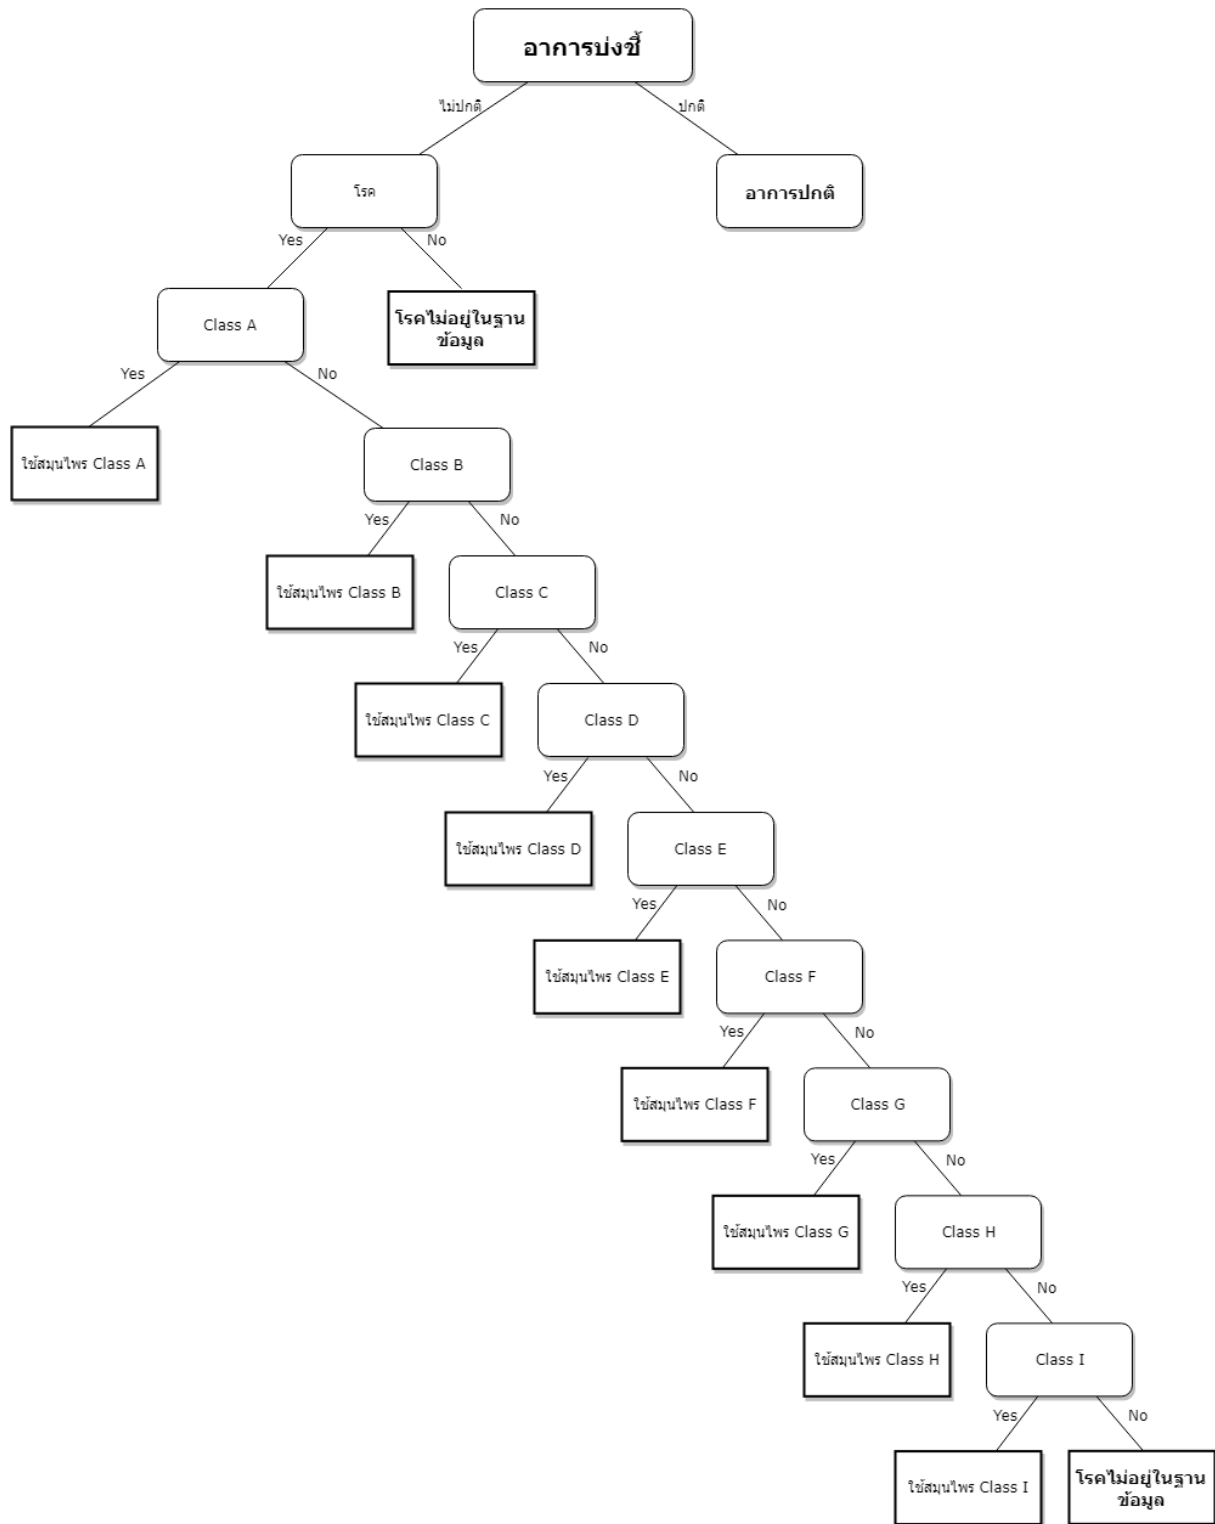 อาการบ่งชี้
ไม่ปกติ
ปกติ
โรค
อาการปกติ
Yes
No
Class A
โรคไม่อยู่ในฐาน
ข้อมูล
Yes
No
ใช้สมุนไพร Class A
Class B
Yes
No
ใช้สมุนไพร Class B
Class C
Yes
No
ใช้สมุนไพร Class C
Class D
Yes
No
ใช้สมุนไพร Class D
Class E
Yes
No
ใช้สมุนไพร Class E
Class F
Yes
No
ใช้สมุนไพร Class F
Class G
Yes
No
ใช้สมุนไพร Class G
Class H
Yes
No
ใช้สมุนไพร Class H
Class I
Yes
No
ใช้สมุนไพร Class I
โรคไม่อยู่ในฐาน
ข้อมูล